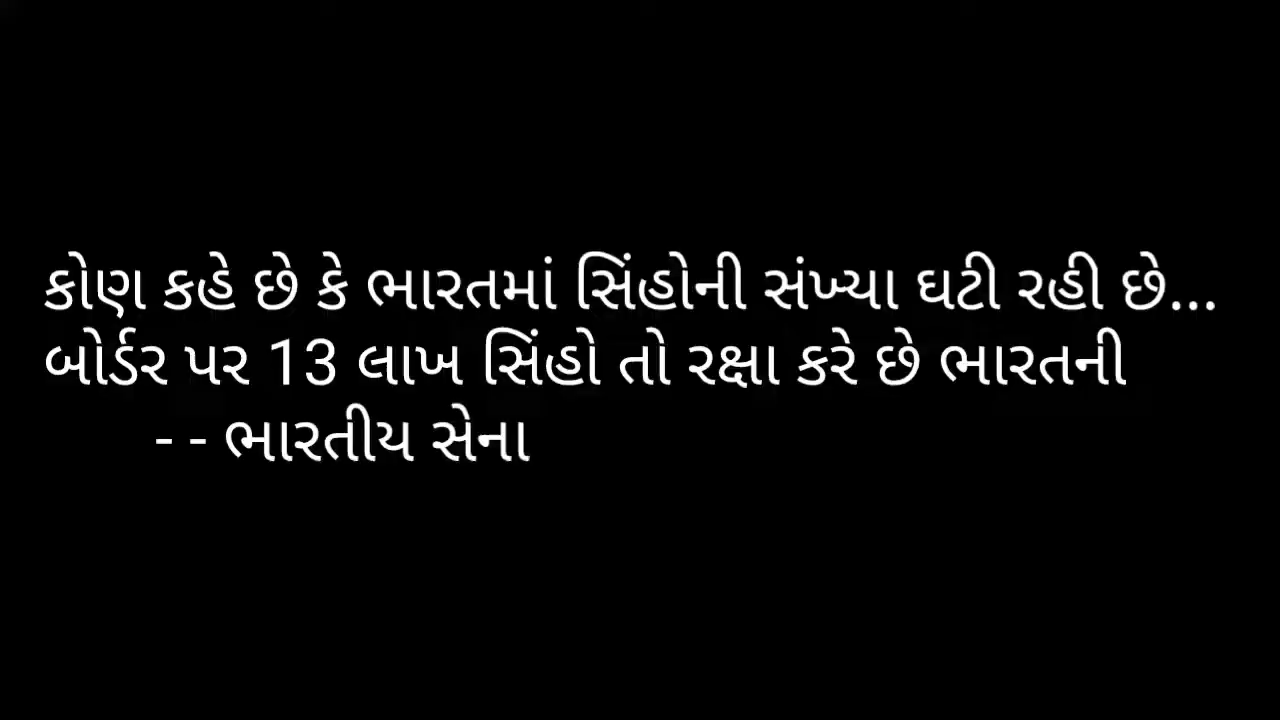 કોણ કહે છે કે ભારતમાં સિંહોની સંખ્યા ઘટી રહી છે...
બોર્ડર પર 13 લાખ સિંહો તો રક્ષા કરે છે ભારતની
- - ભારતીય સેના